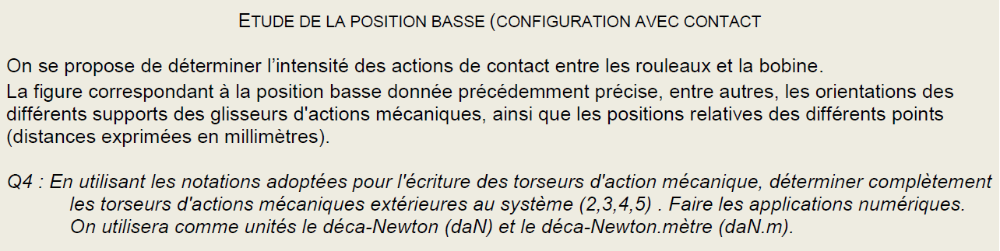 ETUDE DE LA POSITION BASSE (CONFIGURATION AVEC CONTACT
On se propose de déterminer l’intensité des actions de contact entre les rouleaux et la bobine.
La figure correspondant à la position basse donnée précédemment précise, entre autres, les orientations des
différents supports des glisseurs d'actions mécaniques, ainsi que les positions relatives des différents points
(distances exprimées en millimètres).
Q4 : En utilisant les notations adoptées pour l'écriture des torseurs d'action mécanique, déterminer complètement
les torseurs d'actions mécaniques extérieures au système (2,3,4,5) . Faire les applications numériques.
On utilisera comme unités le déca-Newton (daN) et le déca-Newton.mètre (daN.m).